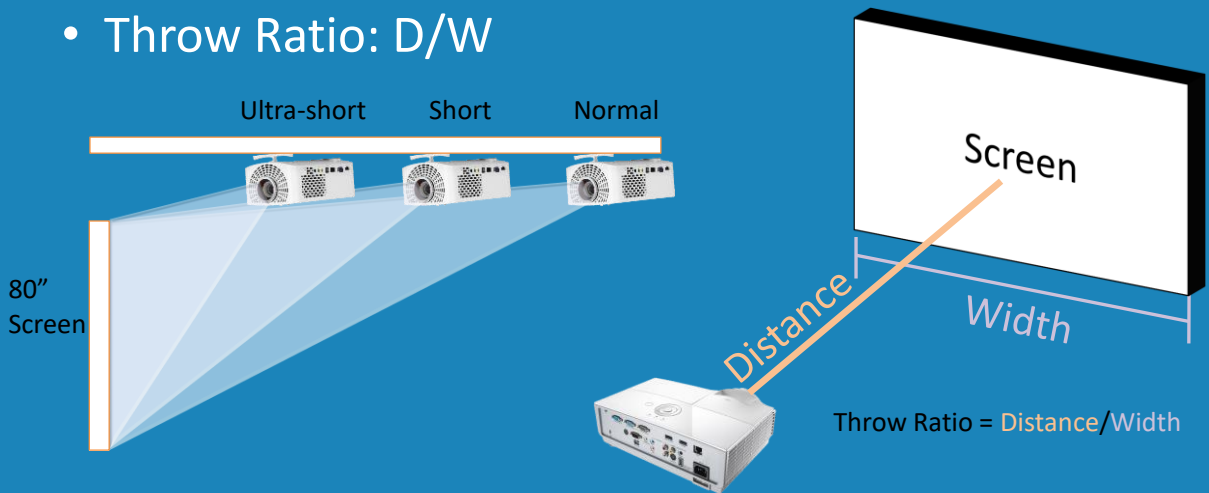 • Throw Ratio: D/W
Ultra-short
Short
Normal
80”
Screen
Screen
Distance
Width
Throw Ratio = Distance/Width